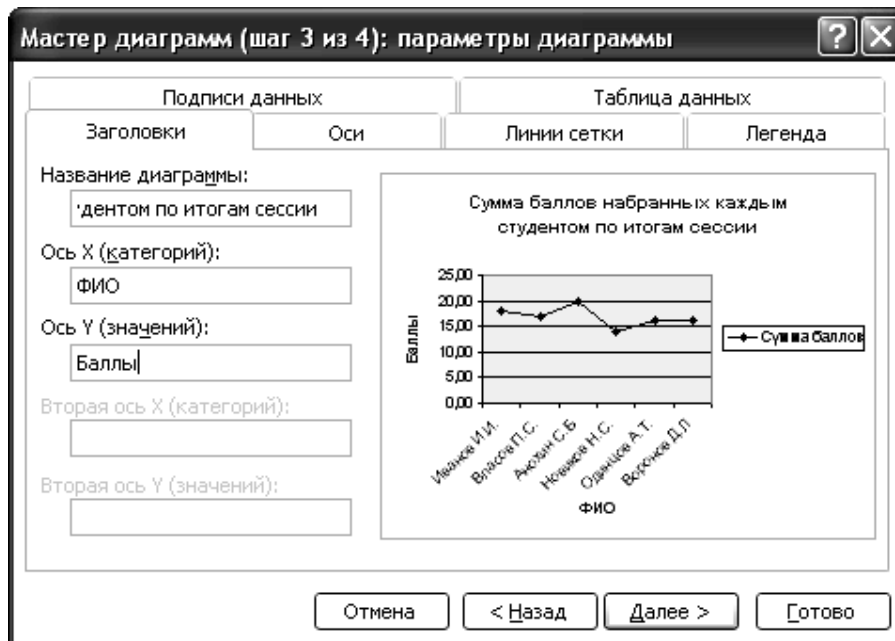 Мастер диаграмм (шаг 3 из 4): параметры диаграммы
Подписи данных
Таблица данных
Заголовки
Оси
Линии сетки
Легенда
Название диаграммы:
дентом по итогам сессии
Ось X (категорий):
ФИО
Ось Y (значений):
Баллы
Вторая ось X (категорий):
Вторая ось Y (значений):
Сумма баллов набранных каждым
студентом по итогам сессии
25,00
20,00
15,00
10,00
5,00
0,00
Баллы
Иванов И.И.
Власов П.С.
Анохин С.Б
Новиков Н.С.
Одинцов А.Т.
Воронов Д.Л
ФИО
Сумма баллов
Отмена
< Назад
Далее >
Готово